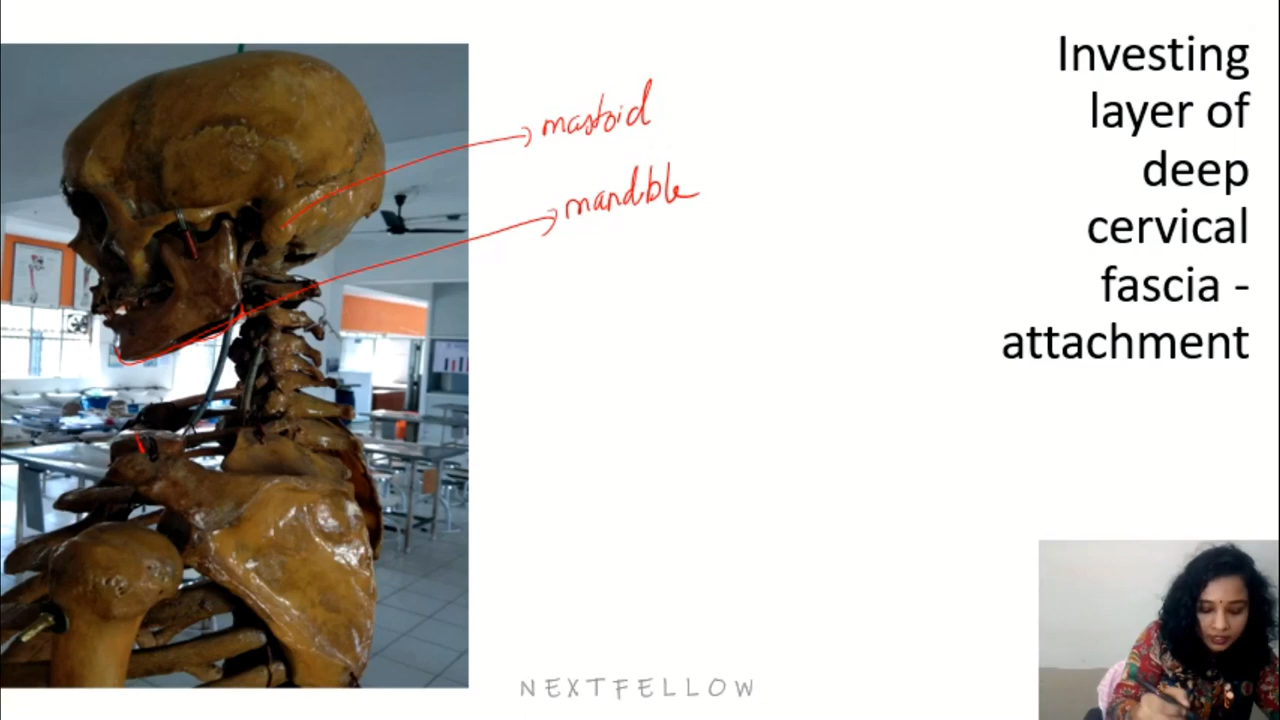 Investing
layer of
deep
cervical
fascia -
attachment
mastoid
mandible
NEXTFELLOW